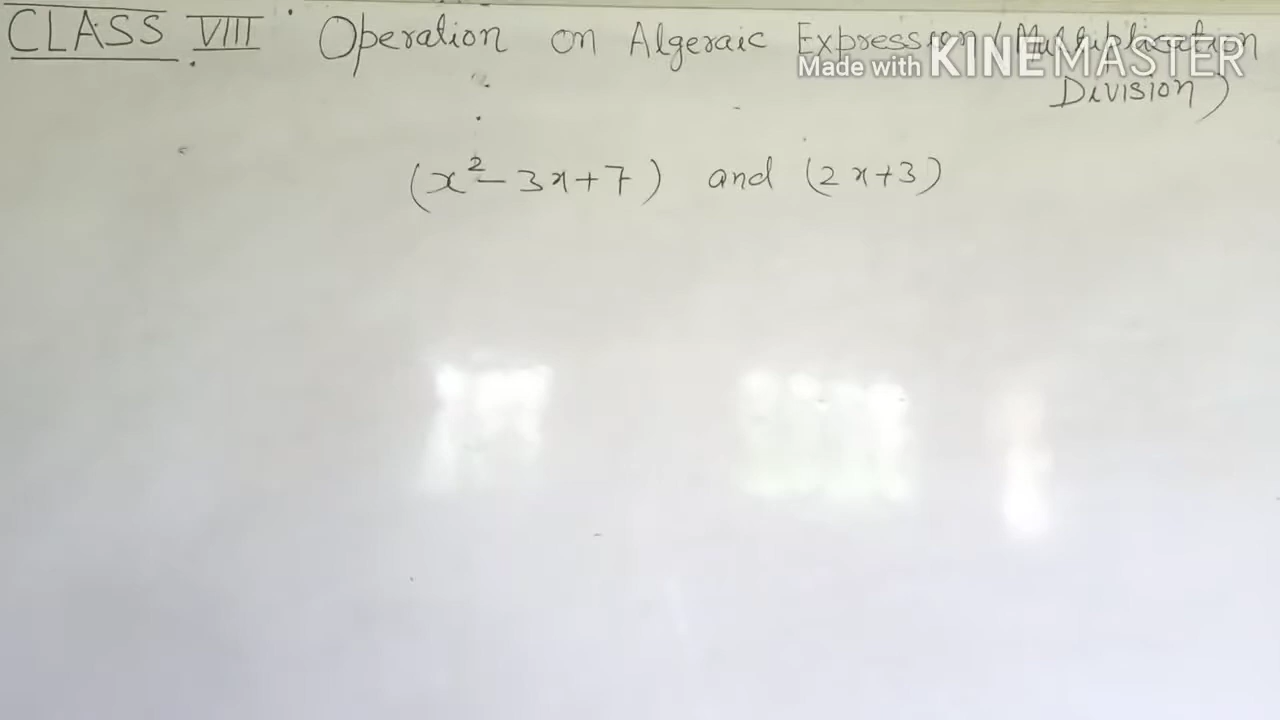 CLASS VIII Operation on Algeraic Expression (Multiplication
Made with KINEMASTER
Division)
(x² - 3x + 7) and (2x + 3)